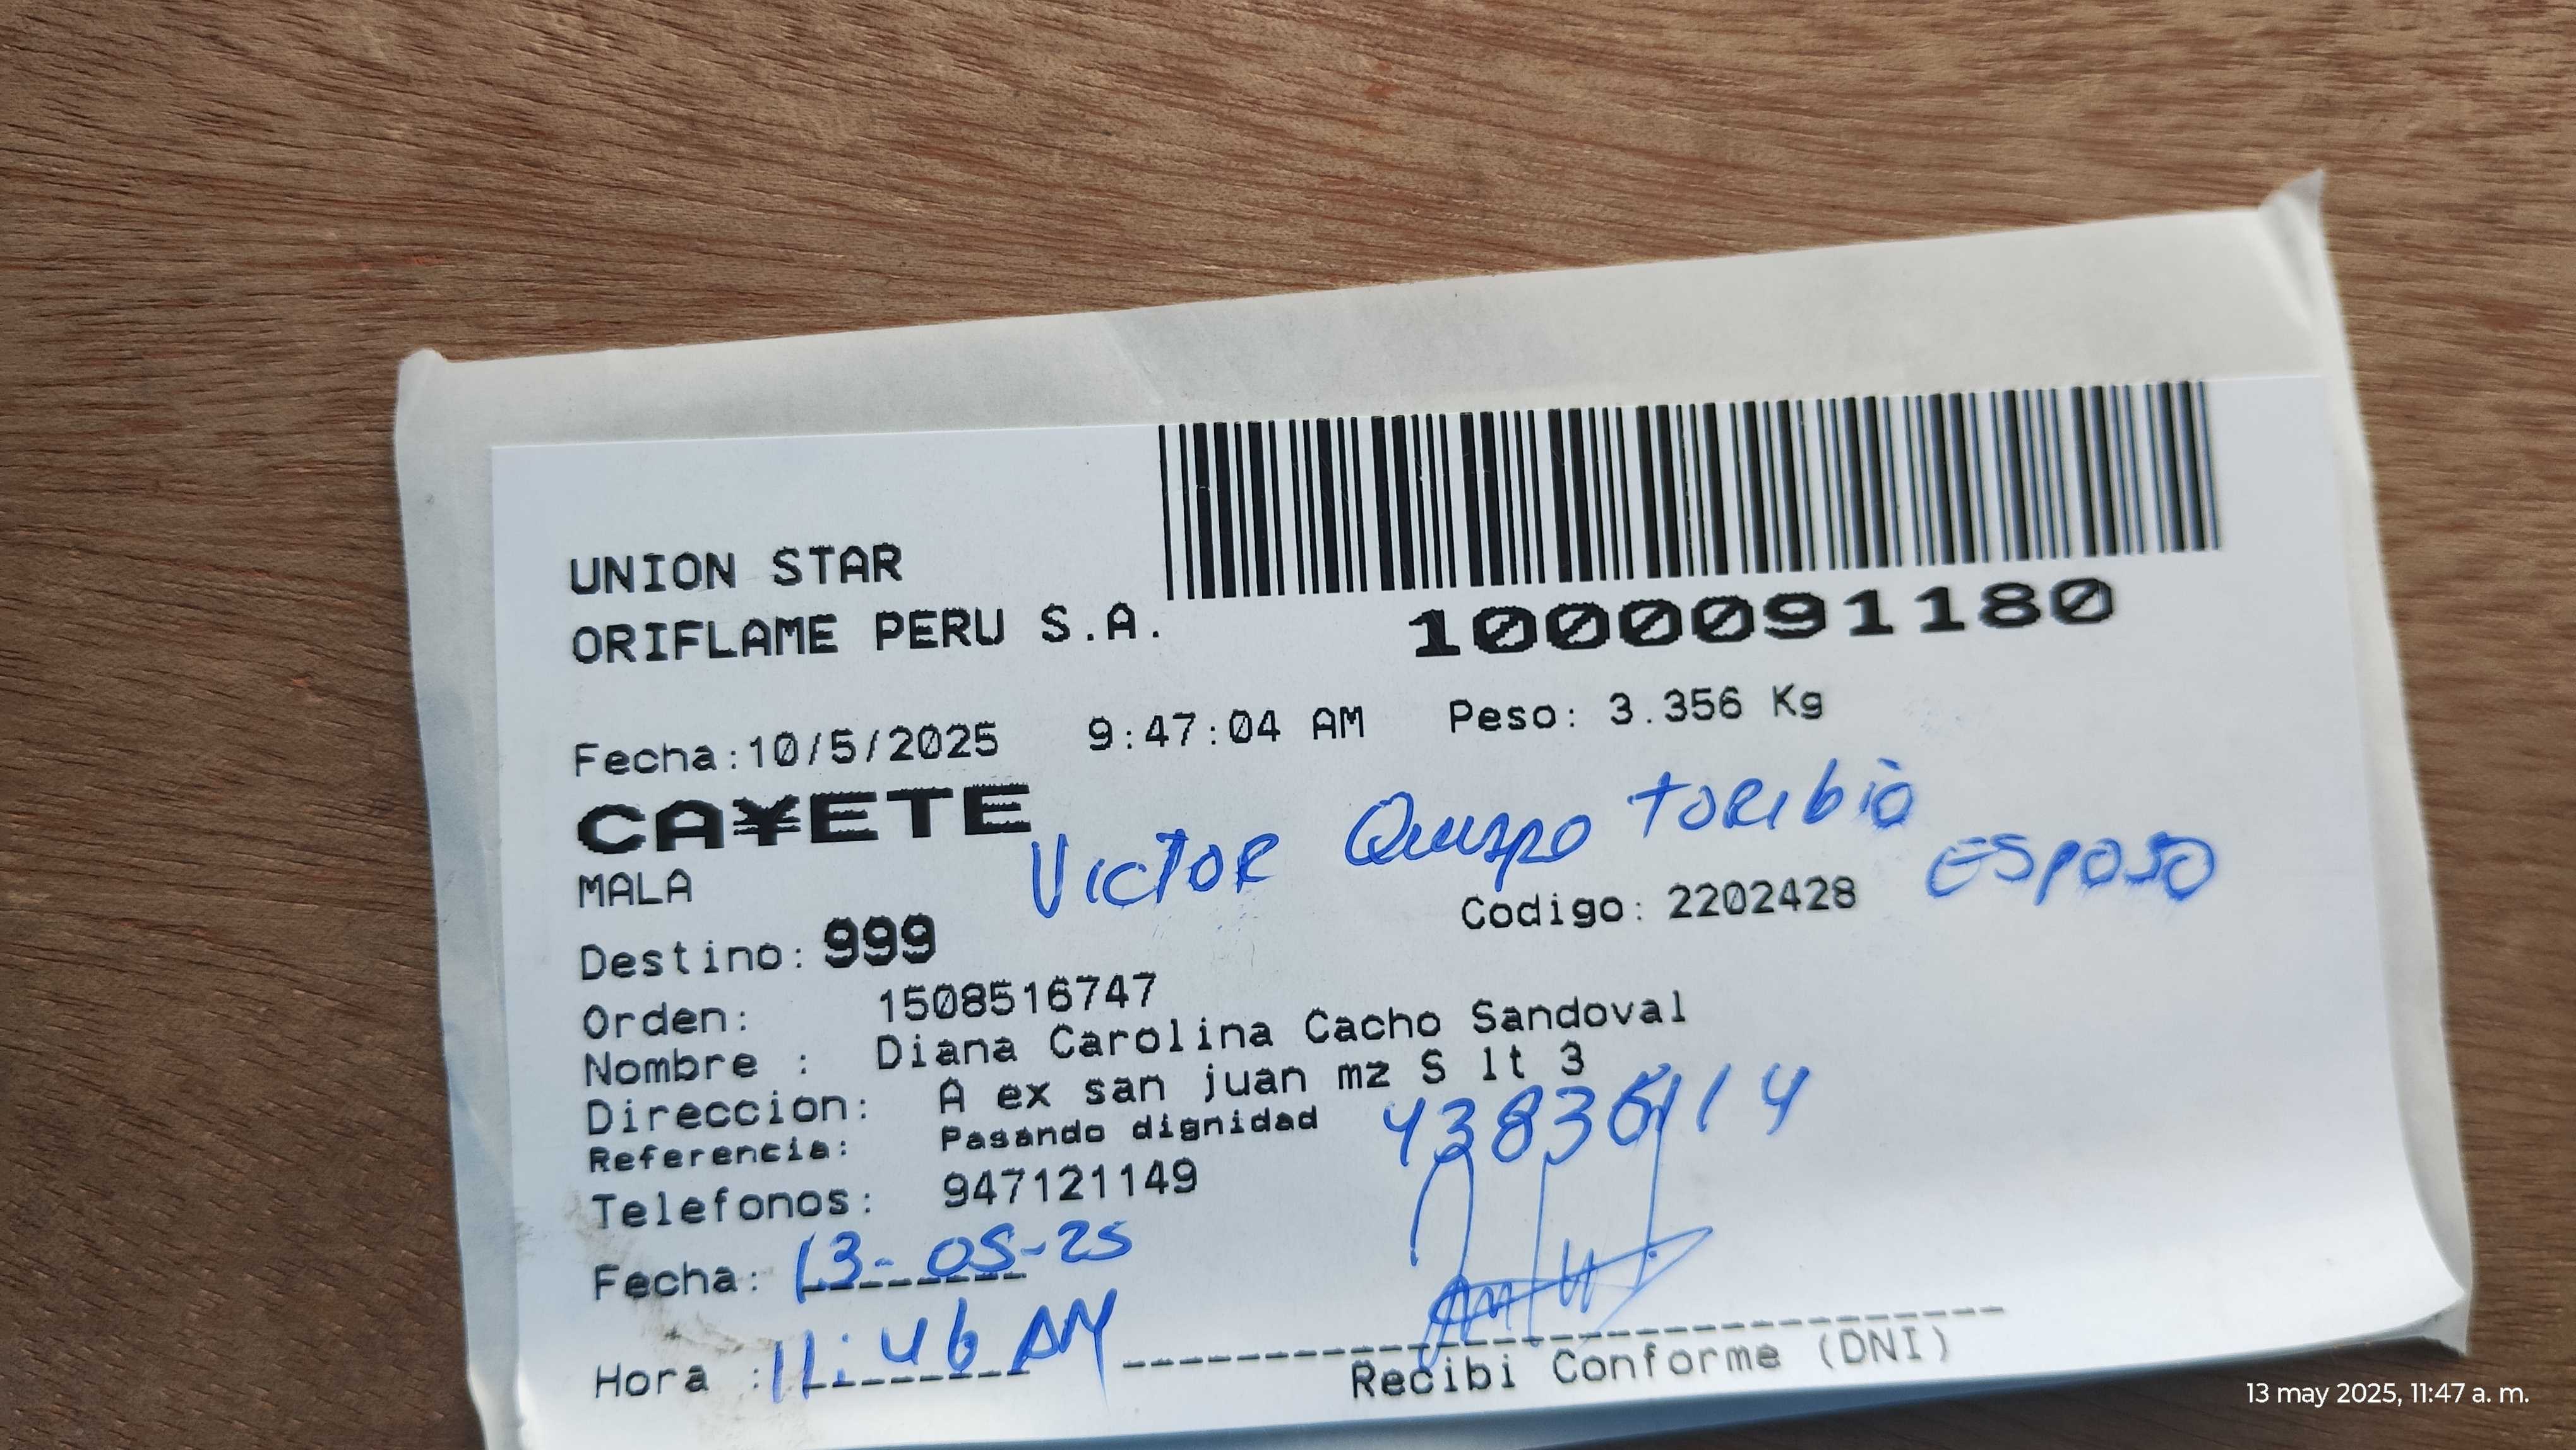 UNION STAR
ORIFLAME PERU S.A.
1000091180
Fecha:10/5/2025 9:47:04 AM Peso: 3.356 Kg
CA¥ETE
VICTOR Quispe TORIbio
ESPOSO
MALA
Codigo: 2202428
Destino: 999
Orden: 1508516747
Nombre : Diana Carolina Cacho Sandoval
Direccion: A ex san juan mz S lt 3
Referencia: Pasando dignidad
Telefonos: 947121149
Fecha: 13-05-25
Hora : 11:46 AM
Recibi Conforme (DNI)
13 may 2025, 11:47 a. m.